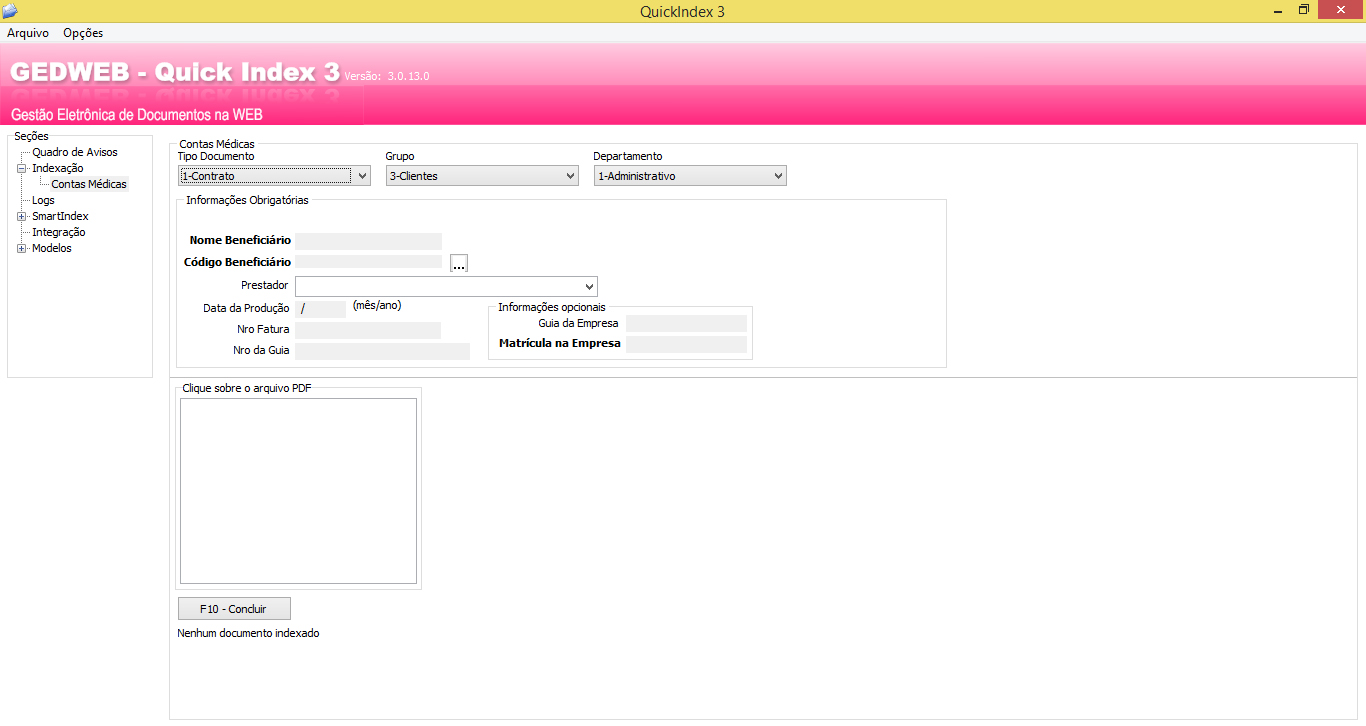 QuickIndex 3
Arquivo Opções
GEDWEB - Quick Index 3 Versão: 3.0.13.0
Gestão Eletrônica de Documentos na WEB
Seções
Quadro de Avisos
Indexação
Contas Médicas
Logs
SmartIndex
Integração
Modelos
Contas Médicas
Tipo Documento Grupo Departamento
1-Contrato 3-Clientes 1-Administrativo
Informações Obrigatórias
Nome Beneficiário
Código Beneficiário ...
Prestador
Data da Produção / (mês/ano)
Nro Fatura
Nro da Guia
Informações opcionais
Guia da Empresa
Matrícula na Empresa
Clique sobre o arquivo PDF
F10 - Concluir
Nenhum documento indexado